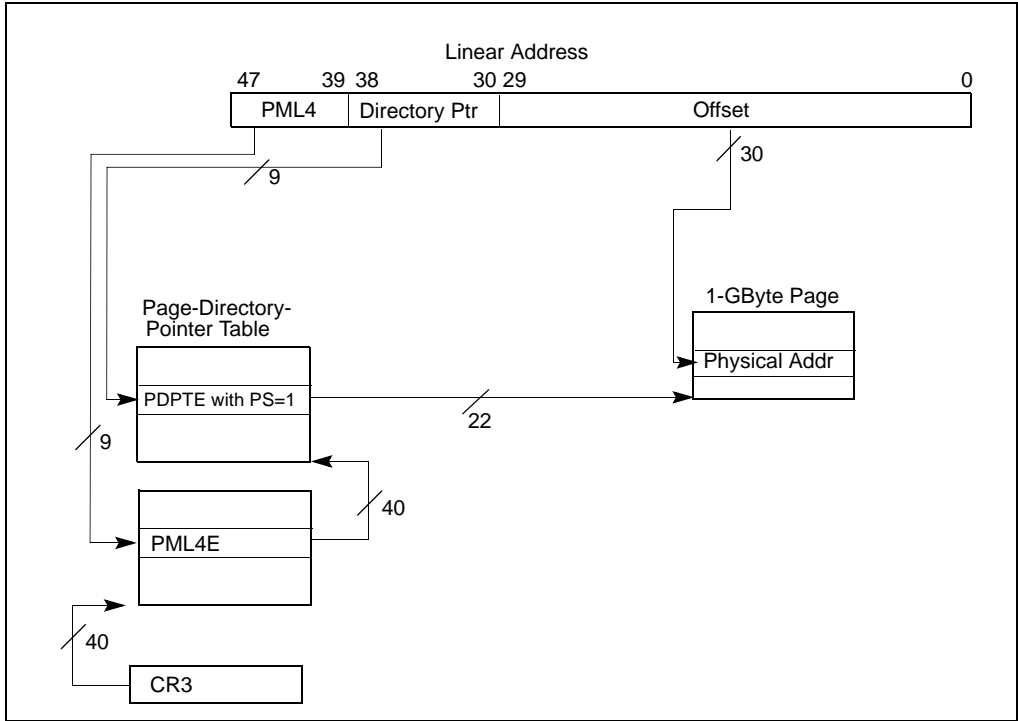 Linear Address
47 39 38 30 29 0
PML4 Directory Ptr Offset
9
30
Page-Directory-
Pointer Table
1-GByte Page
Physical Addr
PDPTE with PS=1
22
9
40
PML4E
40
CR3